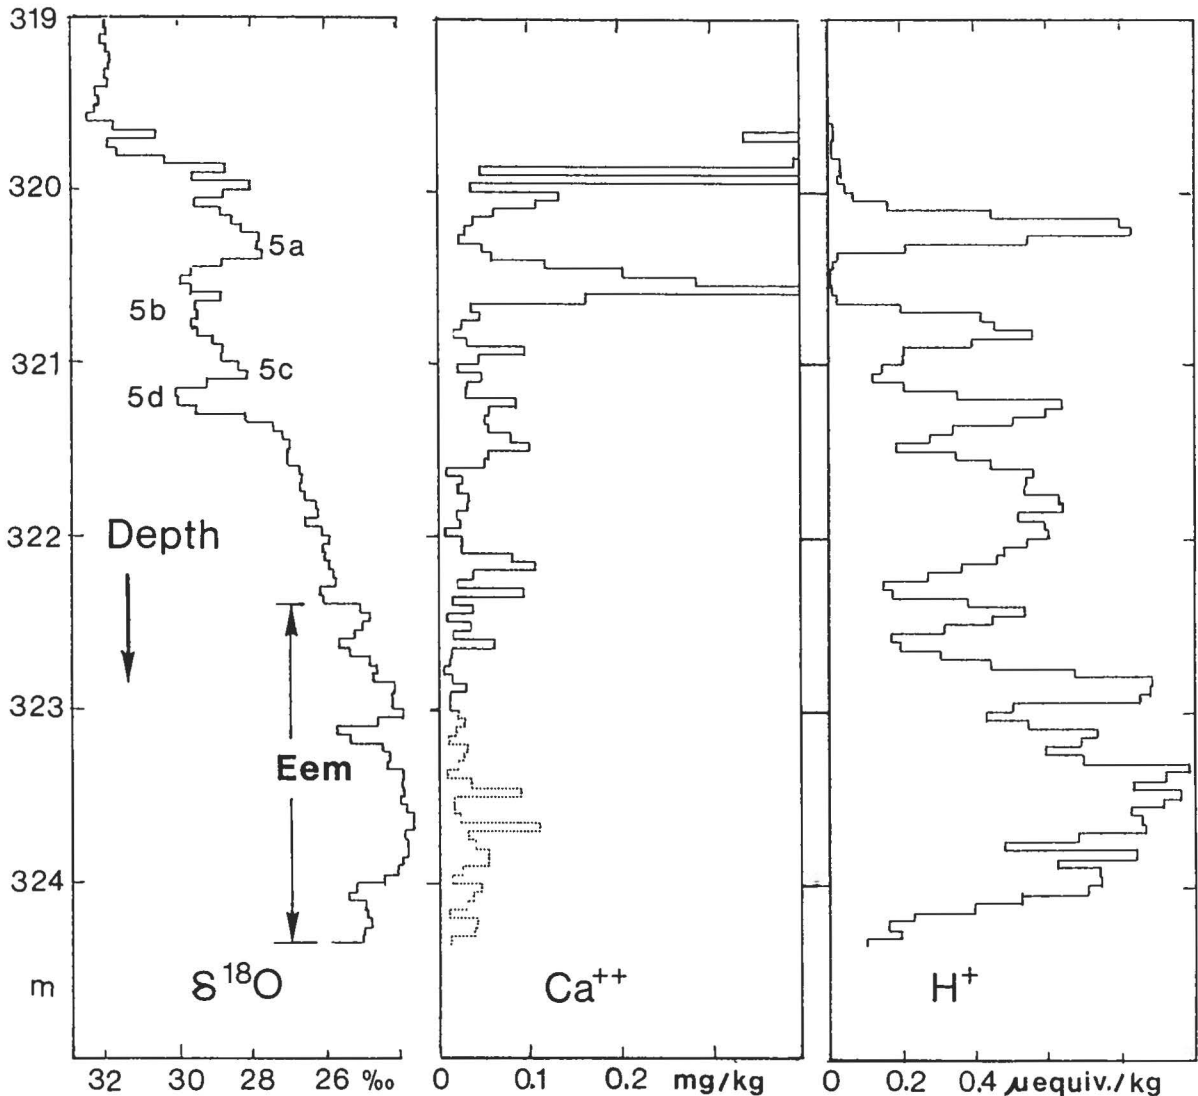 319
320
321
322
323
324
m
5a
5b
5c
5d
Depth
Eem
δ¹⁸O
Ca⁺⁺
H⁺
32 30 28 26 ‰
0 0.1 0.2 mg/kg
0 0.2 0.4 μequiv./kg